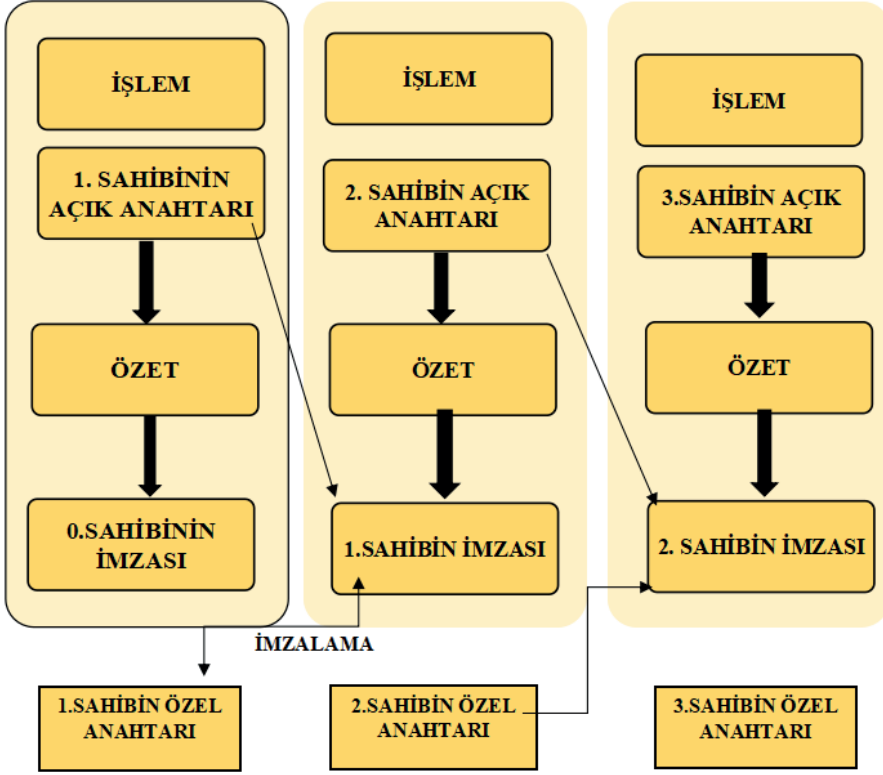 İŞLEM
1. SAHİBİNİN
AÇIK ANAHTARI
ÖZET
0.SAHİBİNİN
İMZASI
İŞLEM
2. SAHİBİN AÇIK
ANAHTARI
ÖZET
1.SAHİBİN İMZASI
İŞLEM
3.SAHİBİN AÇIK
ANAHTARI
ÖZET
2. SAHİBİN İMZASI
İMZALAMA
1.SAHİBİN ÖZEL
ANAHTARI
2.SAHİBİN ÖZEL
ANAHTARI
3.SAHİBİN ÖZEL
ANAHTARI